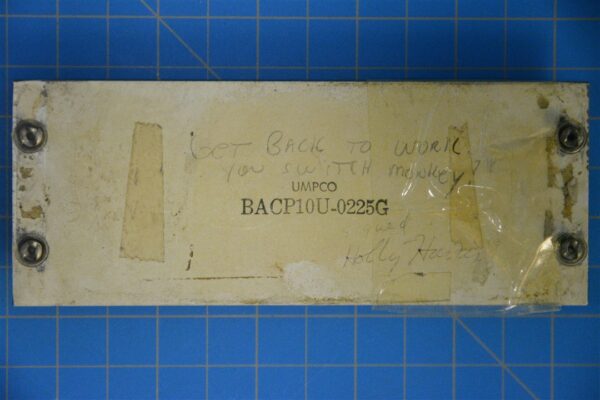 GET BACK TO WORK
YOU SWITCH MONKEY!!
UMPCO
BACP10U-0225G
Holly